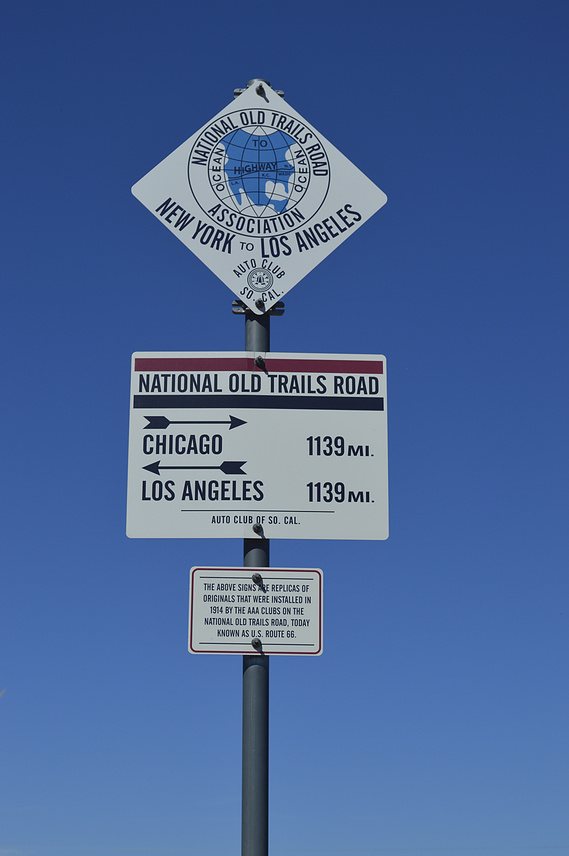 NATIONAL OLD TRAILS ROAD
TO
OCEAN HIGHWAY OCEAN
ASSOCIATION
NEW YORK TO LOS ANGELES
AUTO CLUB
SO. CAL.
NATIONAL OLD TRAILS ROAD
CHICAGO 1139 MI.
LOS ANGELES 1139 MI.
AUTO CLUB OF SO. CAL.
THE ABOVE SIGNS ARE REPLICAS OF
ORIGINALS THAT WERE INSTALLED IN
1914 BY THE AAA CLUBS ON THE
NATIONAL OLD TRAILS ROAD, TODAY
KNOWN AS U.S. ROUTE 66.